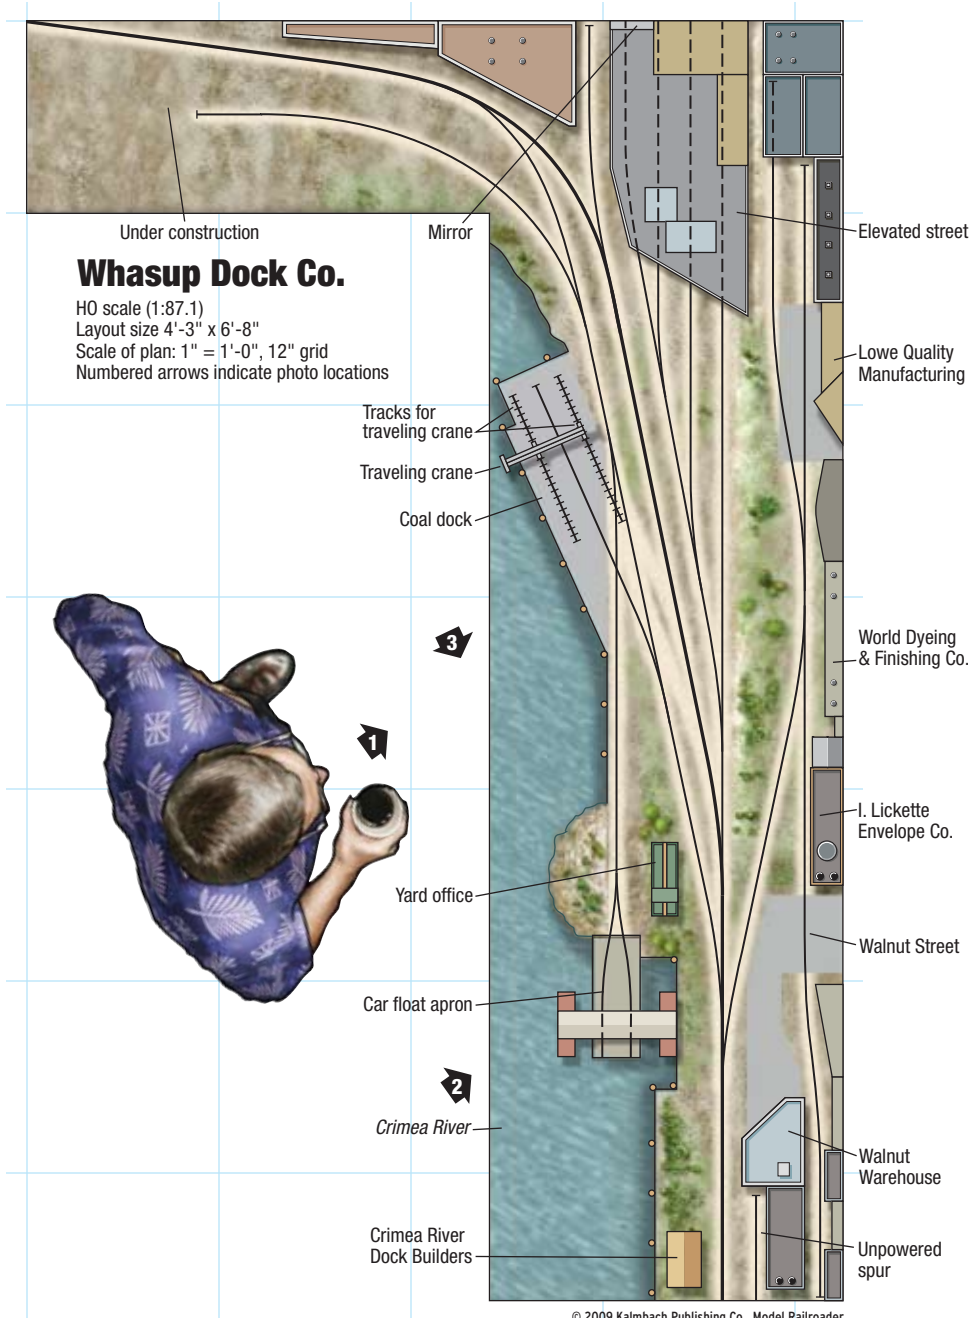 Under construction
Mirror
Elevated street
Whasup Dock Co.
HO scale (1:87.1)
Layout size 4'-3" x 6'-8"
Scale of plan: 1" = 1'-0", 12" grid
Numbered arrows indicate photo locations
Lowe Quality
Manufacturing
Tracks for
traveling crane
Traveling crane
Coal dock
3
World Dyeing
& Finishing Co.
1
I. Lickette
Envelope Co.
Yard office
Walnut Street
Car float apron
2
Crimea River
Walnut
Warehouse
Crimea River
Dock Builders
Unpowered
spur
© 2009 Kalmbach Publishing Co., Model Railroader